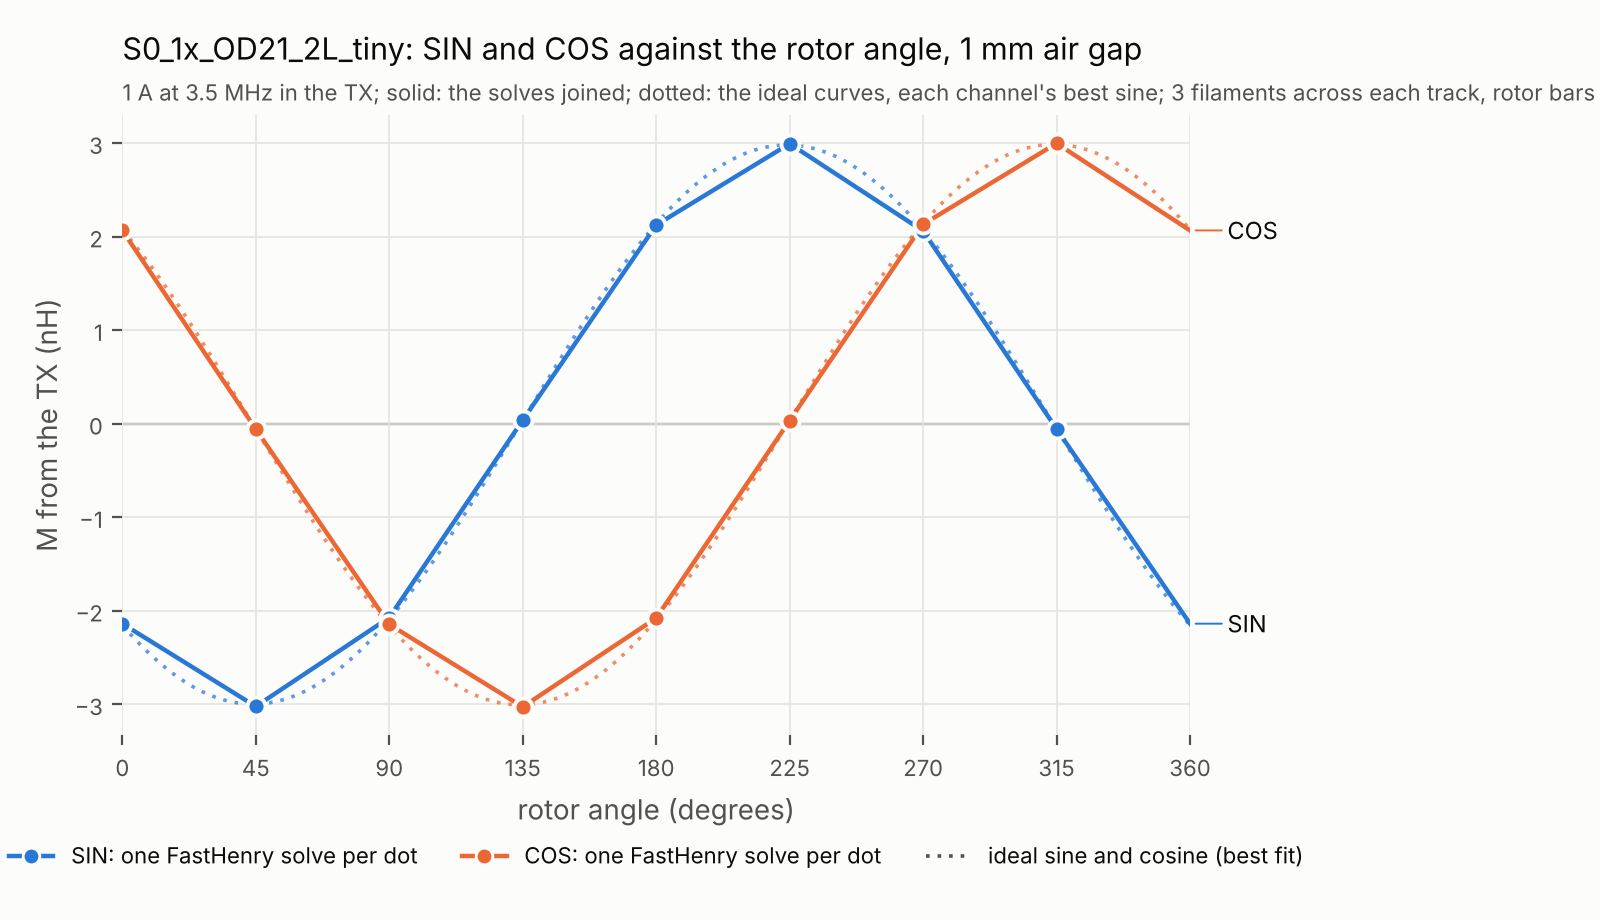 S0_1x_OD21_2L_tiny: SIN and COS against the rotor angle, 1 mm air gap
1 A at 3.5 MHz in the TX; solid: the solves joined; dotted: the ideal curves, each channel's best sine; 3 filaments across each track, rotor bars
M from the TX (nH)
3
2
1
0
−1
−2
−3
COS
SIN
0 45 90 135 180 225 270 315 360
rotor angle (degrees)
SIN: one FastHenry solve per dot COS: one FastHenry solve per dot ideal sine and cosine (best fit)